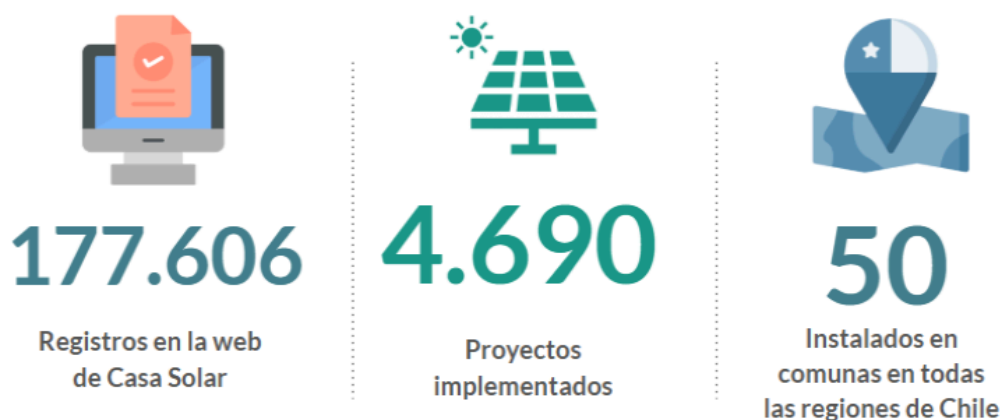 177.606
Registros en la web
de Casa Solar
4.690
Proyectos
implementados
50
Instalados en
comunas en todas
las regiones de Chile